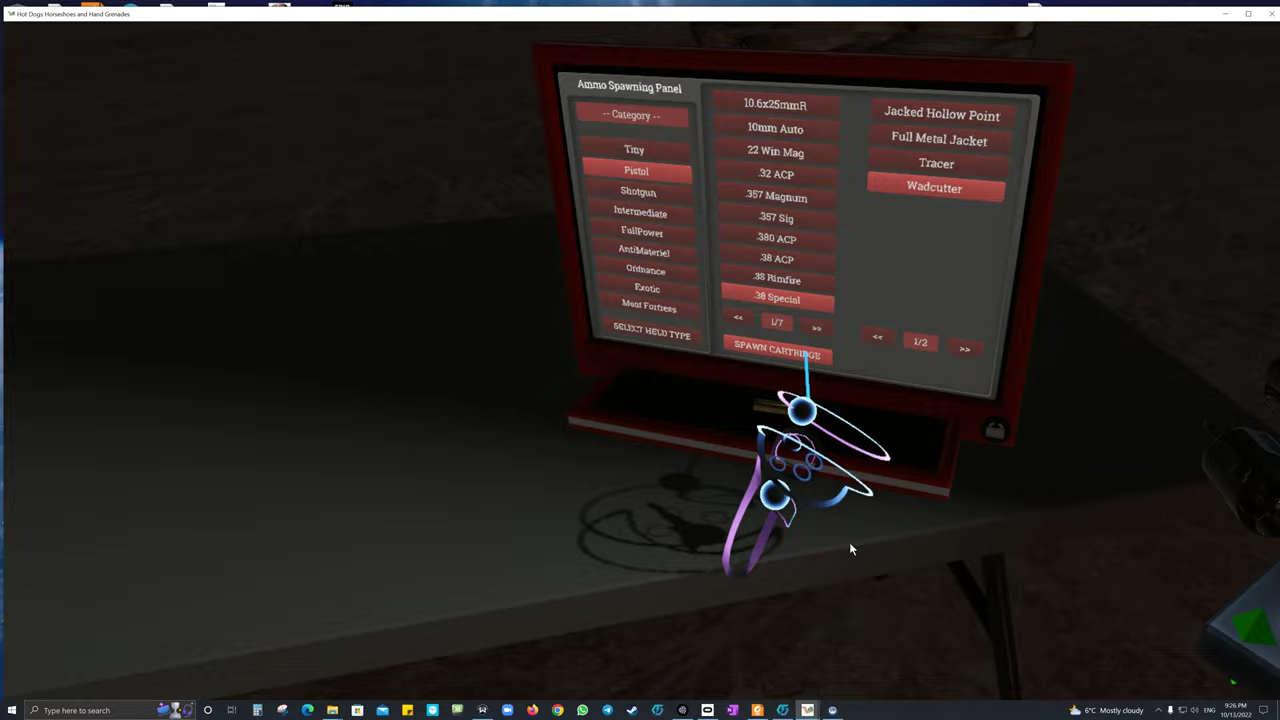 Hot Dogs Horseshoes and Hand Grenades
Ammo Spawning Panel
-- Category --
Tiny
Pistol
Shotgun
Intermediate
FullPower
AntiMateriel
Ordnance
Exotic
Meat Fortress
SELECT HELD TYPE
10.6x25mmR
10mm Auto
22 Win Mag
.32 ACP
.357 Magnum
.357 Sig
.380 ACP
.38 ACP
.38 Rimfire
.38 Special
<< 1/7 >>
SPAWN CARTRIDGE
Jacked Hollow Point
Full Metal Jacket
Tracer
Wadcutter
<< 1/2 >>
Type here to search
6°C Mostly cloudy
9:26 PM
10/13/2022